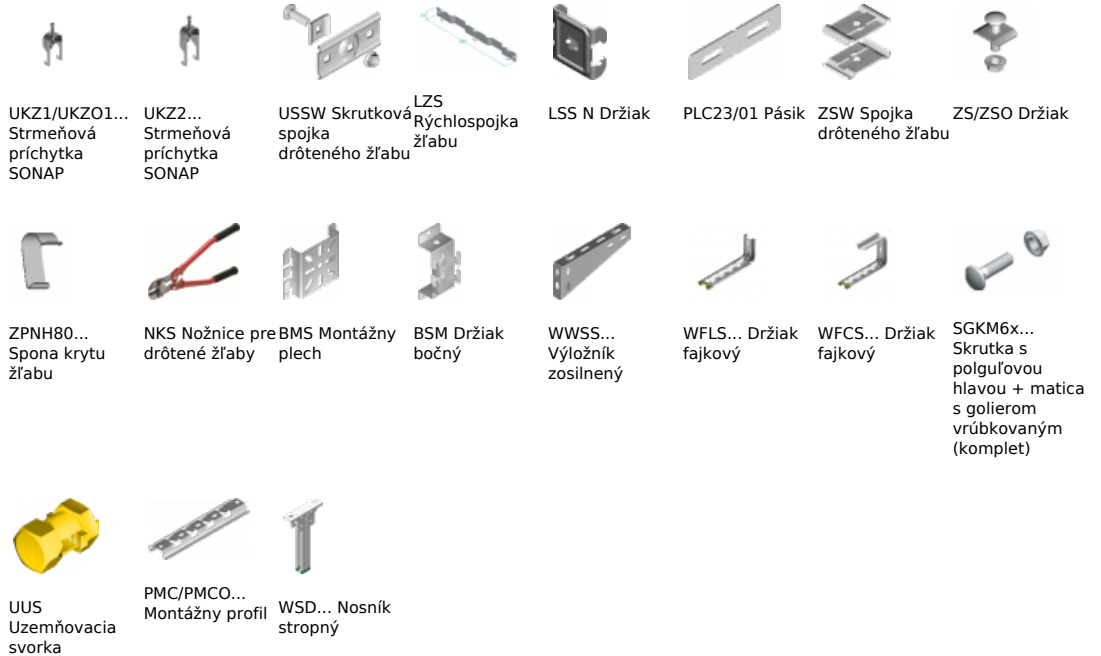 UKZ1/UKZO1...
Strmeňová
príchytka
SONAP
UKZ2...
Strmeňová
príchytka
SONAP
USSW Skrutková
spojka
drôteného žľabu
LZS
Rýchlospojka
žľabu
LSS N Držiak
PLC23/01 Pásik
ZSW Spojka
drôteného žľabu
ZS/ZSO Držiak
ZPNH80...
Spona krytu
žľabu
NKS Nožnice pre
drôtené žľaby
BMS Montážny
plech
BSM Držiak
bočný
WWSS...
Výložník
zosilnený
WFLS... Držiak
fajkový
WFCS... Držiak
fajkový
SGKM6x...
Skrutka s
polguľovou
hlavou + matica
s golierom
vrúbkovaným
(komplet)
UUS
Uzemňovacia
svorka
PMC/PMCO...
Montážny profil
WSD... Nosník
stropný